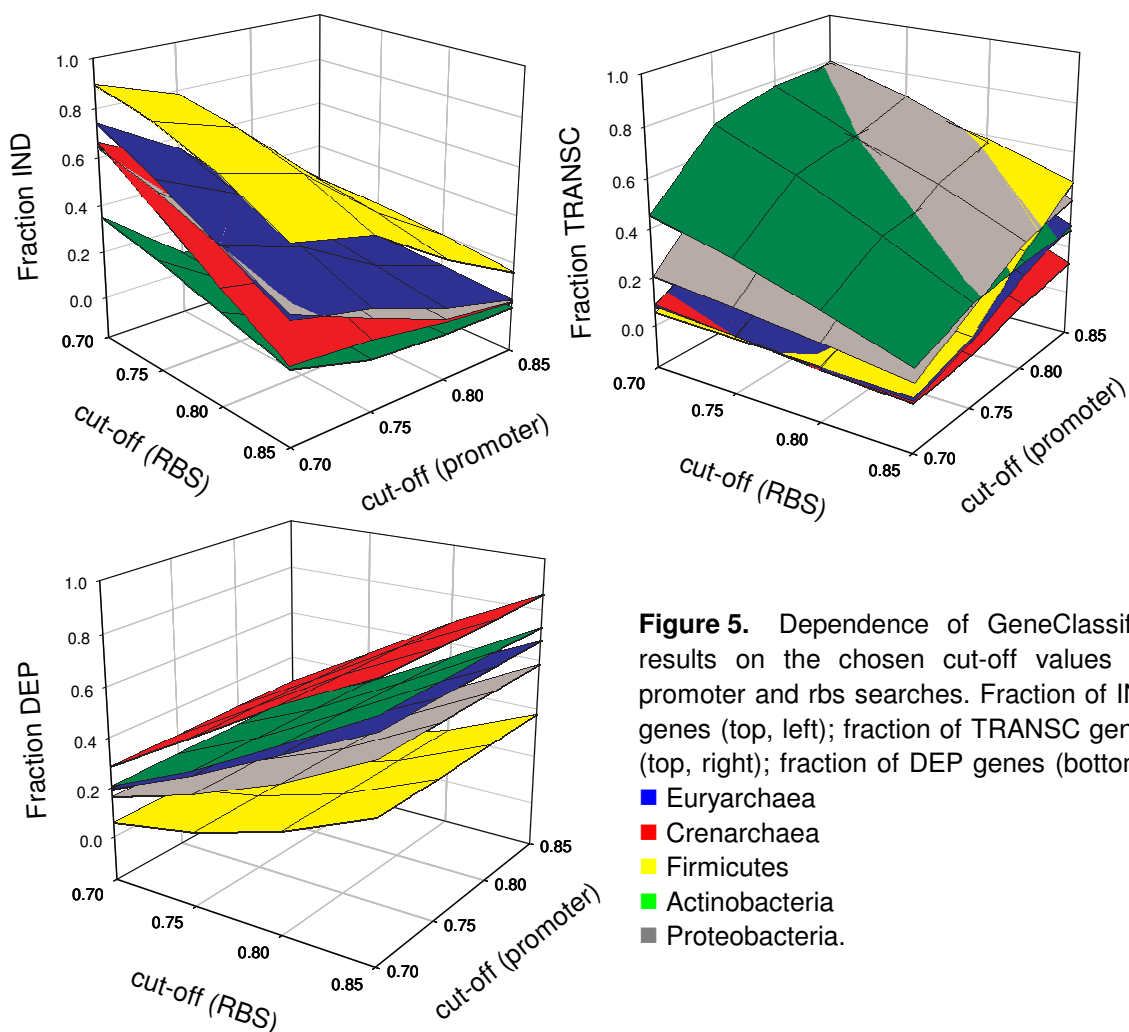 1.0
0.8
0.6
0.4
0.2
0.0
Fraction IND
0.70
0.75
0.80
0.85
cut-off (RBS)
0.70
0.75
0.80
0.85
cut-off (promoter)
1.0
0.8
0.6
0.4
0.2
0.0
Fraction TRANSC
0.70
0.75
0.80
0.85
cut-off (RBS)
0.70
0.75
0.80
0.85
cut-off (promoter)
1.0
0.8
0.6
0.4
0.2
0.0
Fraction DEP
0.70
0.75
0.80
0.85
cut-off (RBS)
0.70
0.75
0.80
0.85
cut-off (promoter)
Figure 5. Dependence of GeneClassif
results on the chosen cut-off values
promoter and rbs searches. Fraction of IN
genes (top, left); fraction of TRANSC gen
(top, right); fraction of DEP genes (bottom
Euryarchaea
Crenarchaea
Firmicutes
Actinobacteria
Proteobacteria.